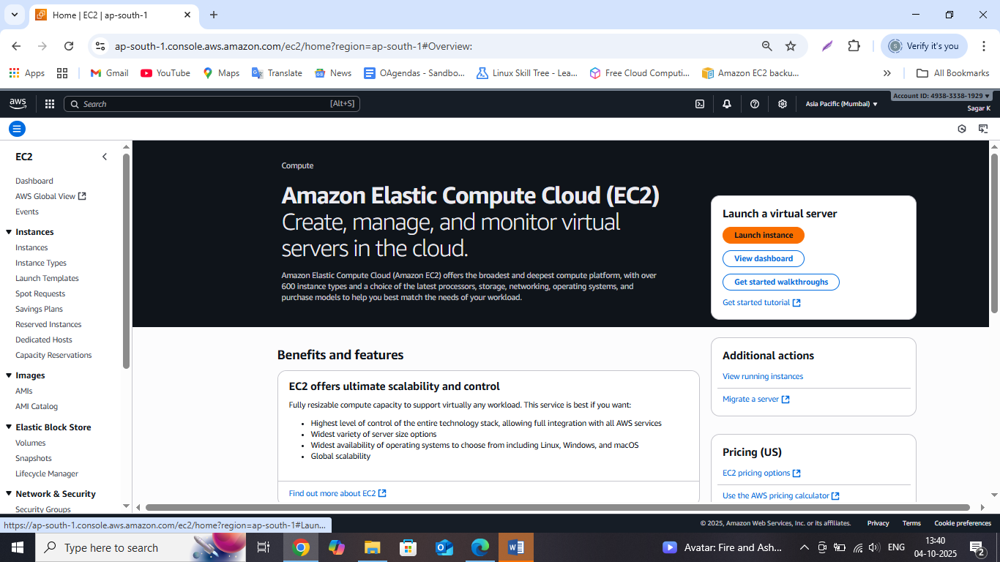 Home | EC2 | ap-south-1
ap-south-1.console.aws.amazon.com/ec2/home?region=ap-south-1#Overview:
Verify it's you
Apps
Gmail
YouTube
Maps
Translate
News
OAgendas - Sandbo...
Linux Skill Tree - Lea...
Free Cloud Computi...
Amazon EC2 backu...
All Bookmarks
aws
Search
[Alt+S]
Asia Pacific (Mumbai)
Account ID: 4938-3338-1929
Sagar K
EC2
Dashboard
AWS Global View
Events
Instances
Instances
Instance Types
Launch Templates
Spot Requests
Savings Plans
Reserved Instances
Dedicated Hosts
Capacity Reservations
Images
AMIs
AMI Catalog
Elastic Block Store
Volumes
Snapshots
Lifecycle Manager
Network & Security
Security Groups
Compute
Amazon Elastic Compute Cloud (EC2)
Create, manage, and monitor virtual
servers in the cloud.
Amazon Elastic Compute Cloud (Amazon EC2) offers the broadest and deepest compute platform, with over
600 instance types and a choice of the latest processors, storage, networking, operating systems, and
purchase models to help you best match the needs of your workload.
Launch a virtual server
Launch instance
View dashboard
Get started walkthroughs
Get started tutorial
Benefits and features
EC2 offers ultimate scalability and control
Fully resizable compute capacity to support virtually any workload. This service is best if you want:
• Highest level of control of the entire technology stack, allowing full integration with all AWS services
• Widest variety of server size options
• Widest availability of operating systems to choose from including Linux, Windows, and macOS
• Global scalability
Find out more about EC2
Additional actions
View running instances
Migrate a server
Pricing (US)
EC2 pricing options
Use the AWS pricing calculator
https://ap-south-1.console.aws.amazon.com/ec2/home?region=ap-south-1#Laun...
© 2025, Amazon Web Services, Inc. or its affiliates.
Privacy
Terms
Cookie preferences
Type here to search
Avatar: Fire and Ash...
ENG
13:40
04-10-2025
2